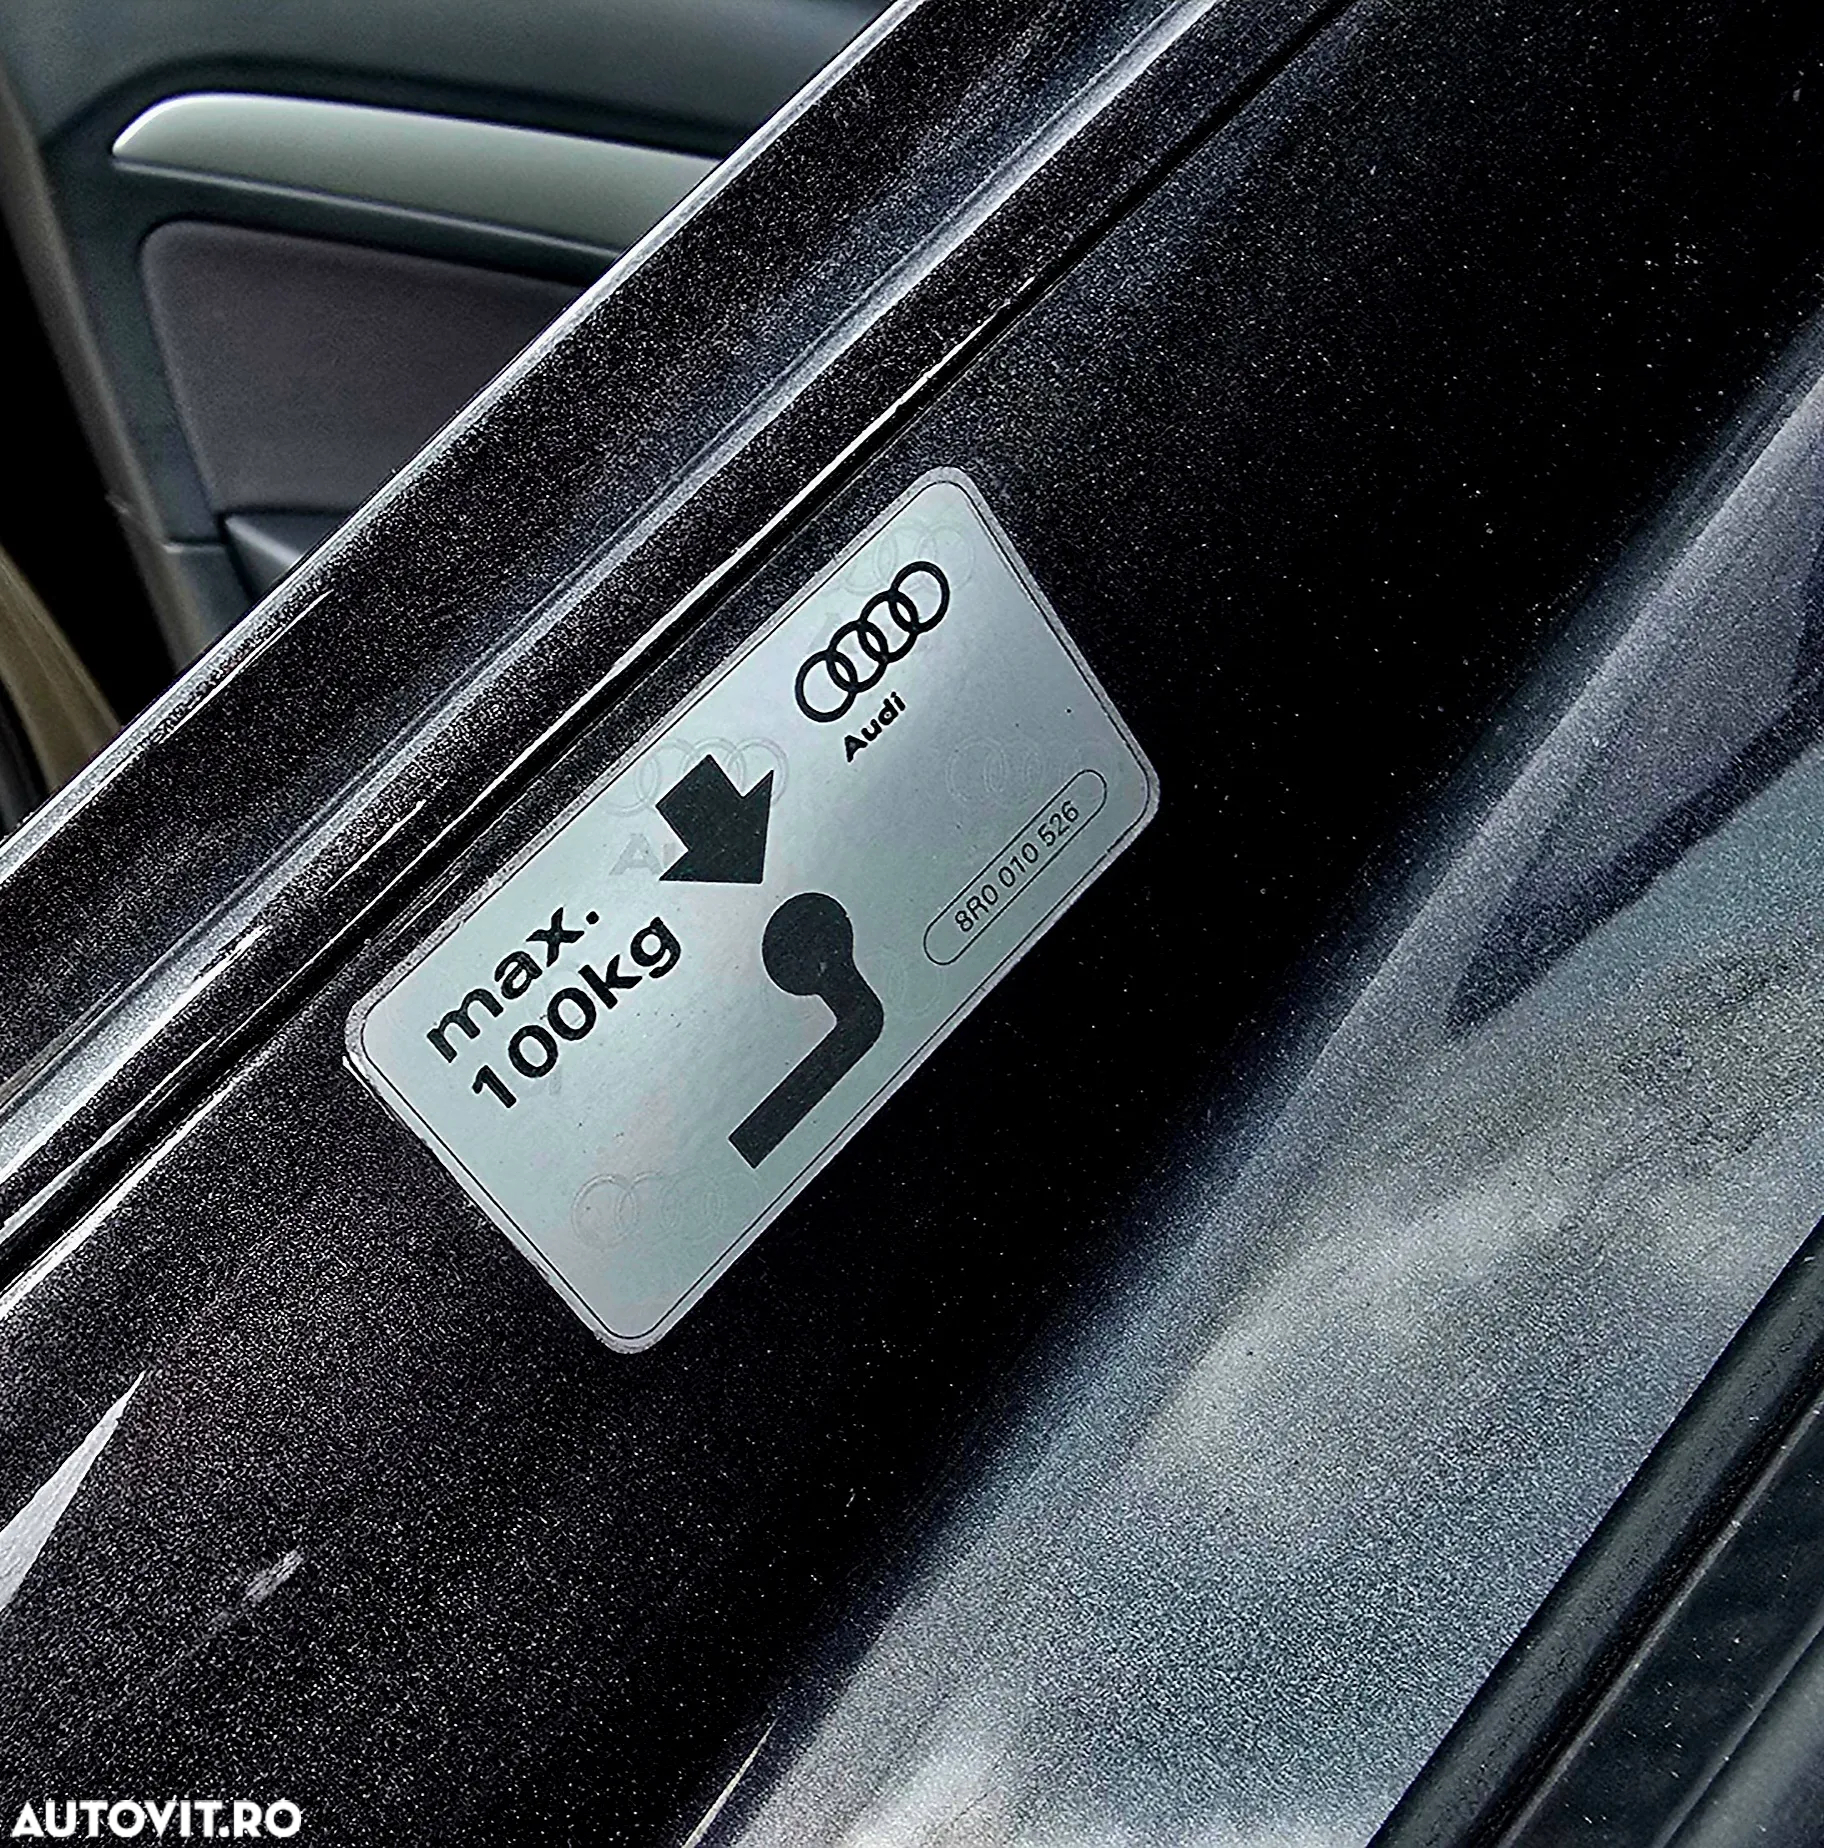 Audi
max.
100kg
8R0 010 526
AUTOVIT.RO